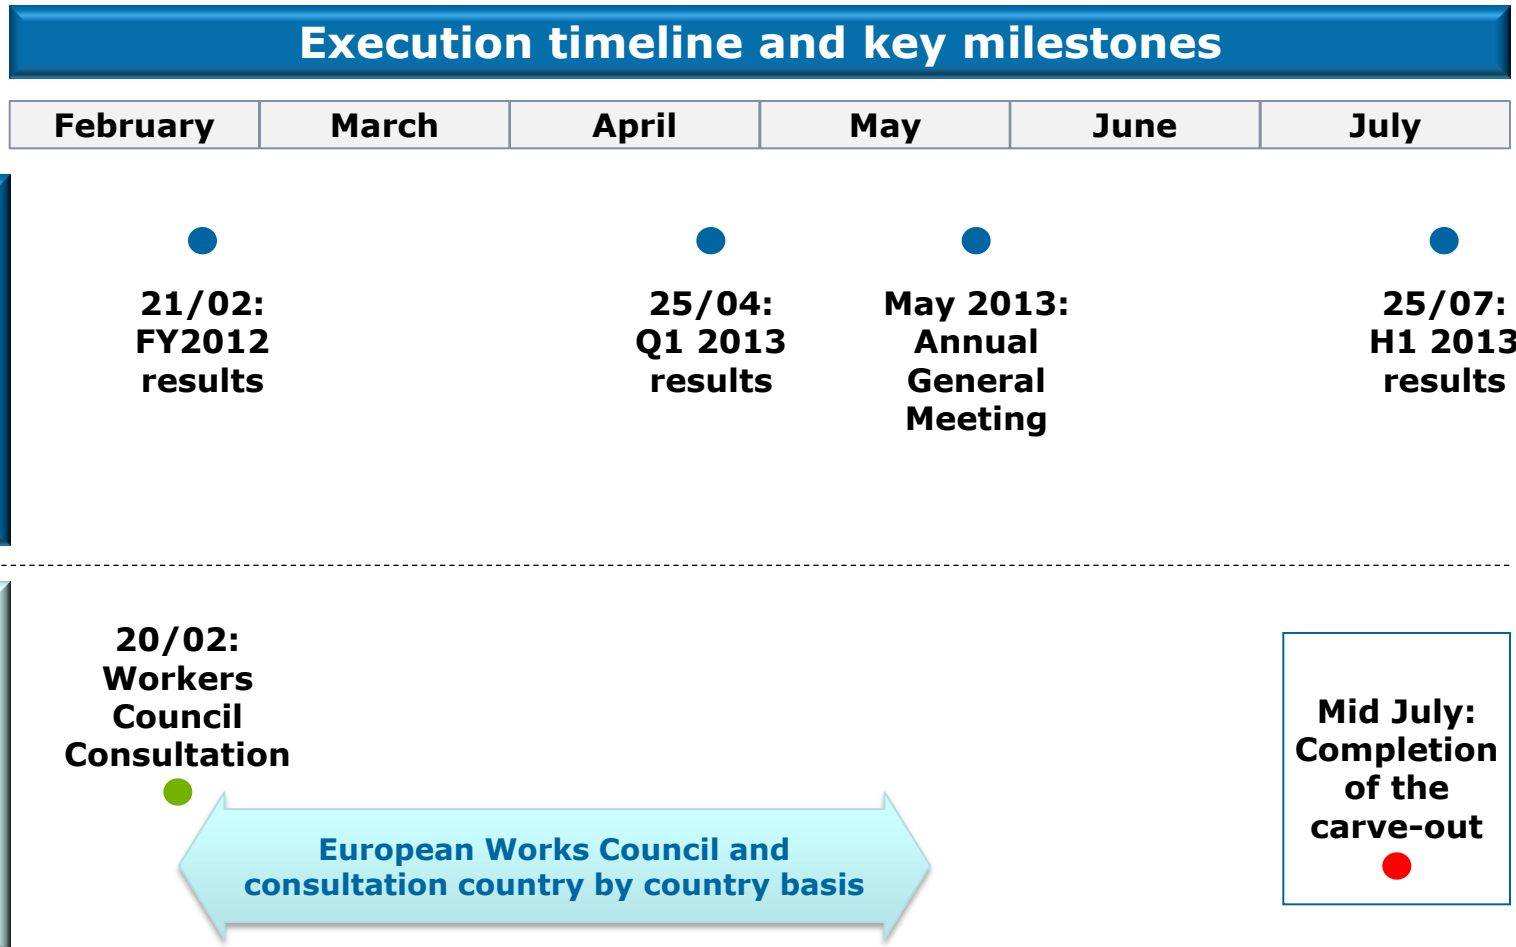 Execution timeline and key milestones
February March April May June July
21/02:
FY2012
results
25/04:
Q1 2013
results
May 2013:
Annual
General
Meeting
25/07:
H1 2013
results
20/02:
Workers
Council
Consultation
European Works Council and
consultation country by country basis
Mid July:
Completion
of the
carve-out